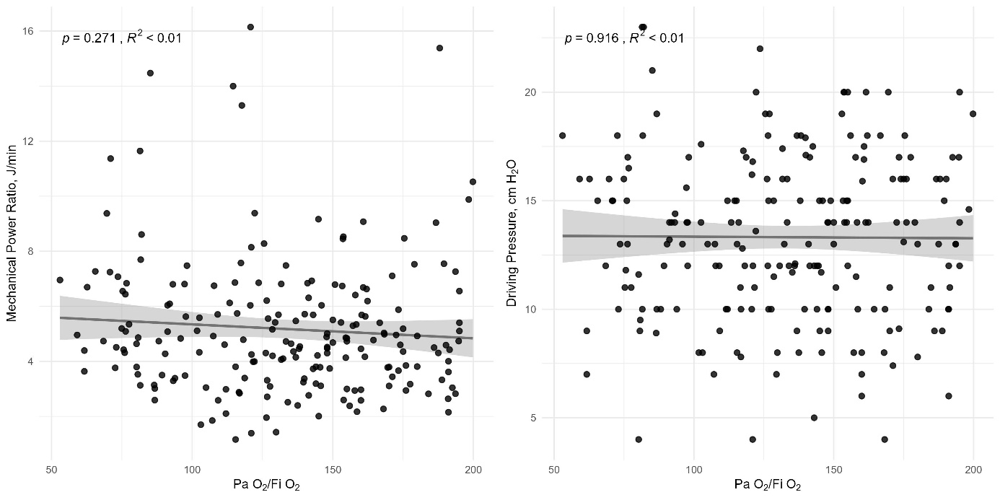 p = 0.271 , R² < 0.01
16
12
8
4
50 100 150 200
Mechanical Power Ratio, J/min
Pa O₂/Fi O₂
p = 0.916 , R² < 0.01
20
15
10
5
50 100 150 200
Driving Pressure, cm H₂O
Pa O₂/Fi O₂